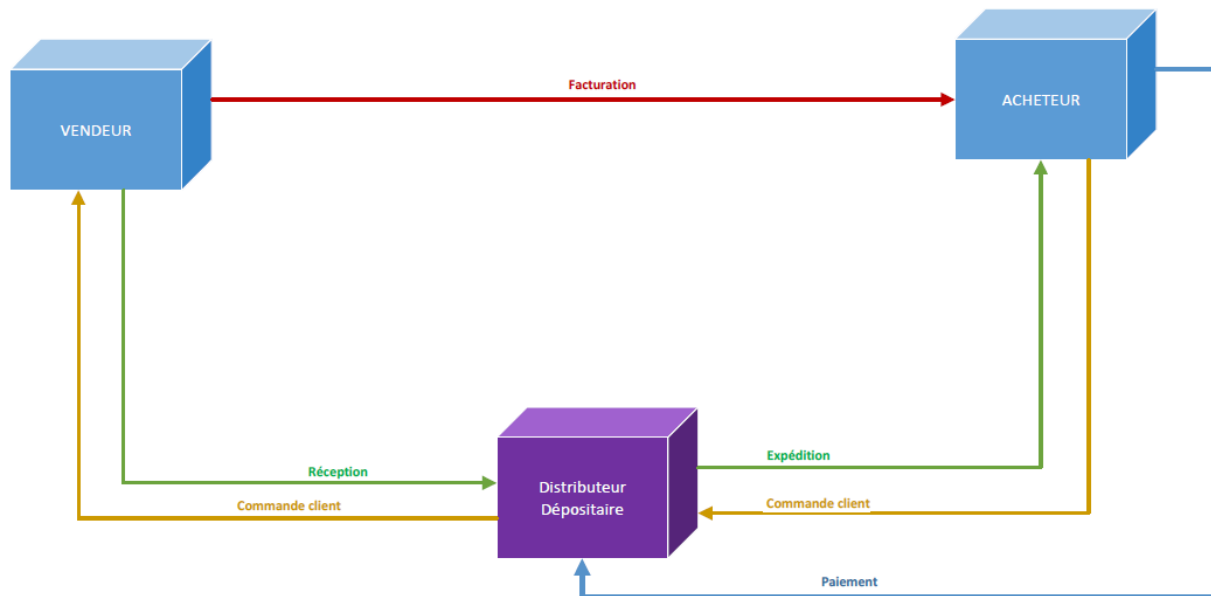 Facturation
VENDEUR
ACHETEUR
Réception
Expédition
Commande client
Commande client
Distributeur
Dépositaire
Paiement